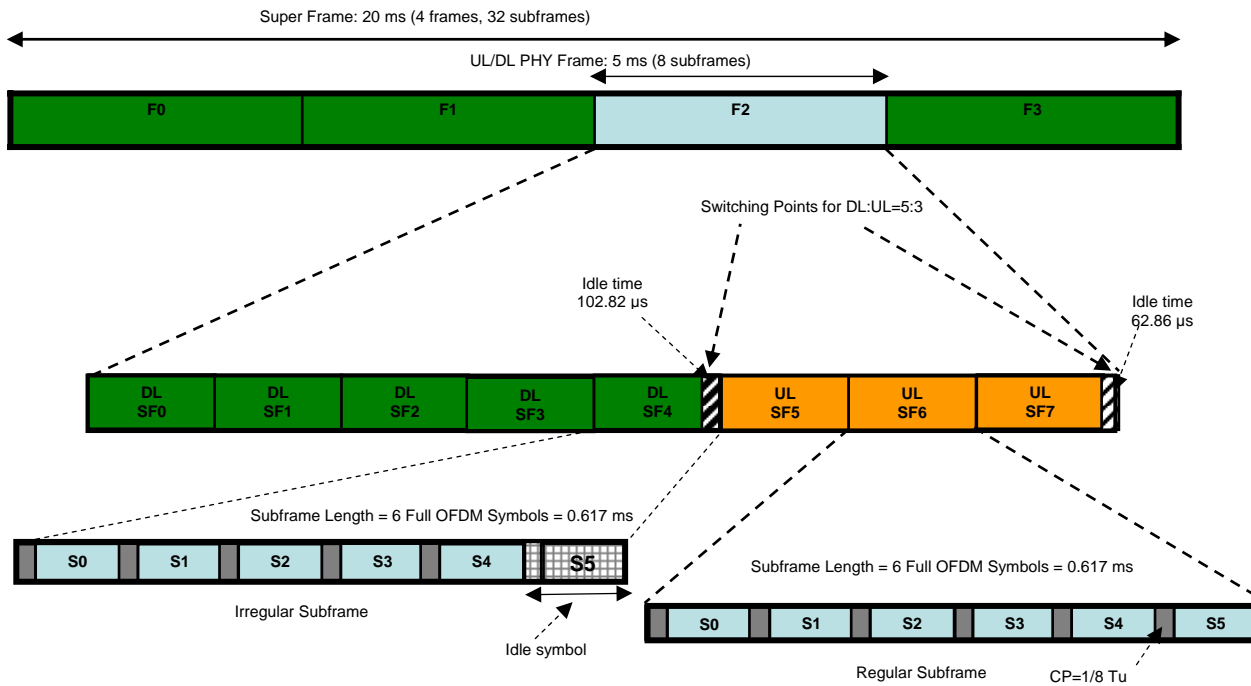 Super Frame: 20 ms (4 frames, 32 subframes)
UL/DL PHY Frame: 5 ms (8 subframes)
F0 F1 F2 F3
Switching Points for DL:UL=5:3
Idle time
102.82 µs
Idle time
62.86 µs
DL
SF0
DL
SF1
DL
SF2
DL
SF3
DL
SF4
UL
SF5
UL
SF6
UL
SF7
Subframe Length = 6 Full OFDM Symbols = 0.617 ms
S0 S1 S2 S3 S4 S5
Irregular Subframe
Idle symbol
Subframe Length = 6 Full OFDM Symbols = 0.617 ms
S0 S1 S2 S3 S4 S5
Regular Subframe
CP=1/8 Tu